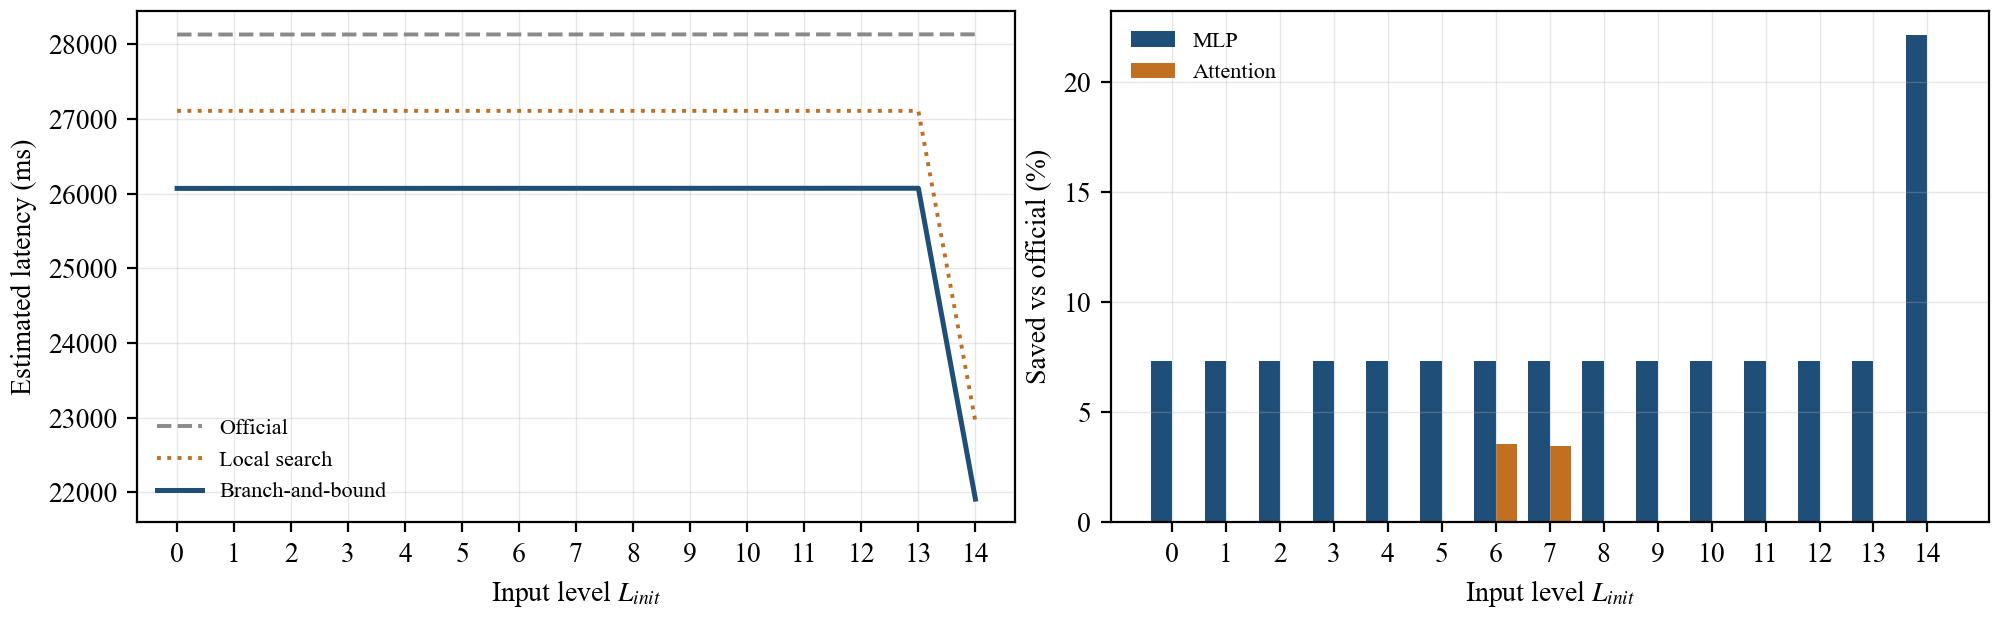 28000
27000
26000
25000
24000
23000
22000
Estimated latency (ms)
Official
Local search
Branch-and-bound
0 1 2 3 4 5 6 7 8 9 10 11 12 13 14
Input level L_init
MLP
Attention
20
15
10
5
0
Saved vs official (%)
0 1 2 3 4 5 6 7 8 9 10 11 12 13 14
Input level L_init